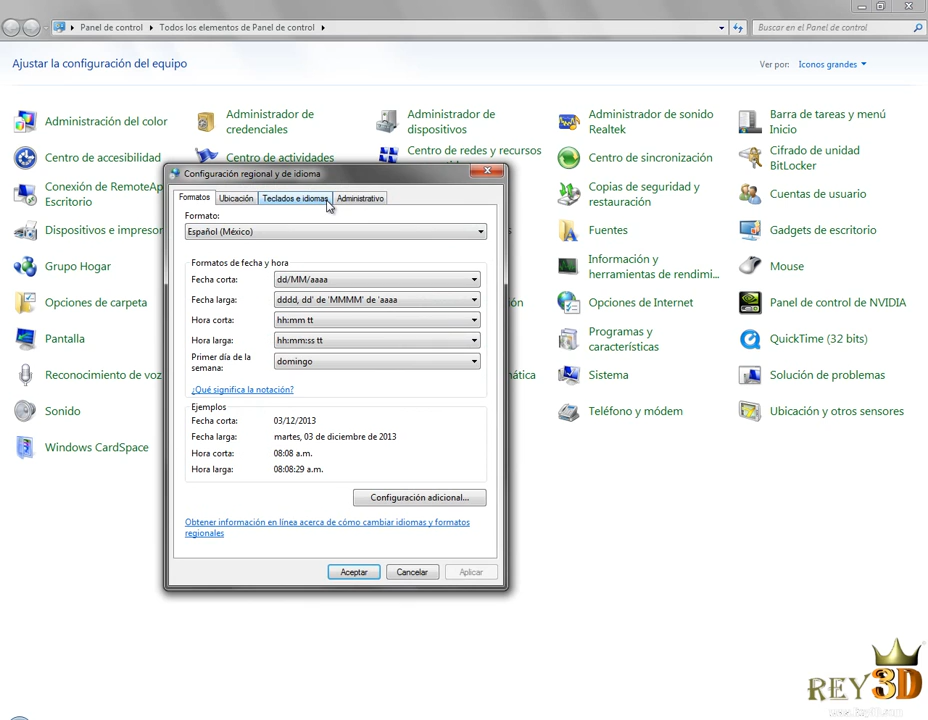 Panel de control
Todos los elementos de Panel de control
Buscar en el Panel de control
Ajustar la configuración del equipo
Ver por: Iconos grandes
Administración del color
Administrador de
credenciales
Administrador de
dispositivos
Administrador de sonido
Realtek
Barra de tareas y menú
Inicio
Centro de accesibilidad
Centro de actividades
Centro de redes y recursos
Centro de sincronización
Cifrado de unidad
BitLocker
Conexión de RemoteAp
Escritorio
Copias de seguridad y
restauración
Cuentas de usuario
Dispositivos e impresor
Fuentes
Gadgets de escritorio
Grupo Hogar
Información y
herramientas de rendimi...
Mouse
Opciones de carpeta
ón
Opciones de Internet
Panel de control de NVIDIA
Pantalla
Programas y
características
QuickTime (32 bits)
Reconocimiento de voz
mática
Sistema
Solución de problemas
Sonido
Teléfono y módem
Ubicación y otros sensores
Windows CardSpace
Configuración regional y de idioma
Formatos
Ubicación
Teclados e idiomas
Administrativo
Formato:
Español (México)
Formatos de fecha y hora
Fecha corta: dd/MM/aaaa
Fecha larga: dddd, dd' de 'MMMM' de 'aaaa
Hora corta: hh:mm tt
Hora larga: hh:mm:ss tt
Primer día de la
semana:
domingo
¿Qué significa la notación?
Ejemplos
Fecha corta: 03/12/2013
Fecha larga: martes, 03 de diciembre de 2013
Hora corta: 08:08 a.m.
Hora larga: 08:08:29 a.m.
Configuración adicional...
Obtener información en línea acerca de cómo cambiar idiomas y formatos
regionales
Aceptar
Cancelar
Aplicar
REY3D